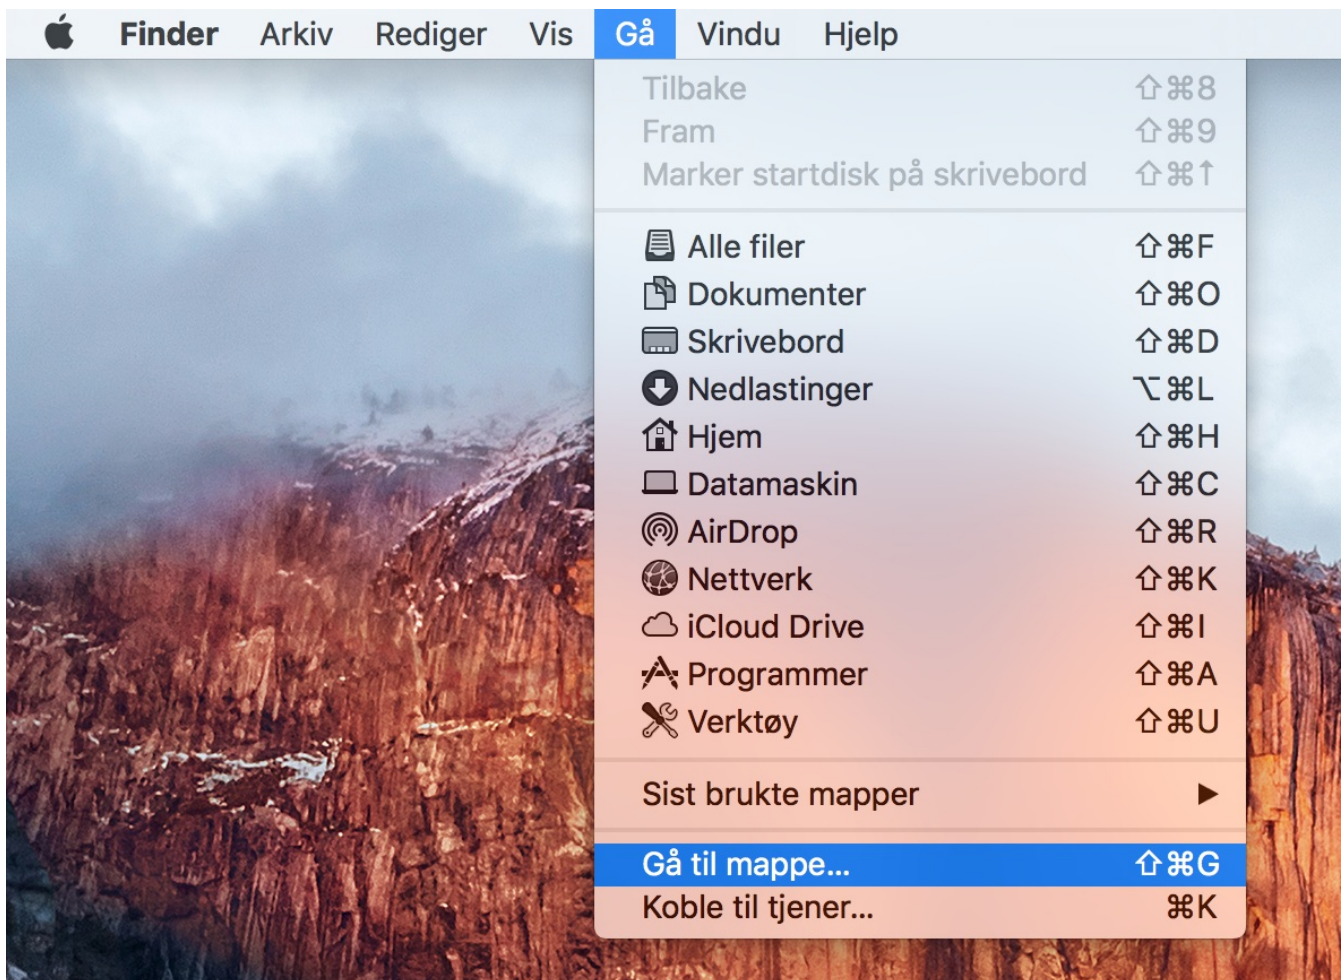 Finder Arkiv Rediger Vis Gå Vindu Hjelp
Tilbake ⇧⌘8
Fram ⇧⌘9
Marker startdisk på skrivebord ⇧⌘↑
Alle filer ⇧⌘F
Dokumenter ⇧⌘O
Skrivebord ⇧⌘D
Nedlastinger ⌥⌘L
Hjem ⇧⌘H
Datamaskin ⇧⌘C
AirDrop ⇧⌘R
Nettverk ⇧⌘K
iCloud Drive ⇧⌘I
Programmer ⇧⌘A
Verktøy ⇧⌘U
Sist brukte mapper ▶
Gå til mappe... ⇧⌘G
Koble til tjener... ⌘K